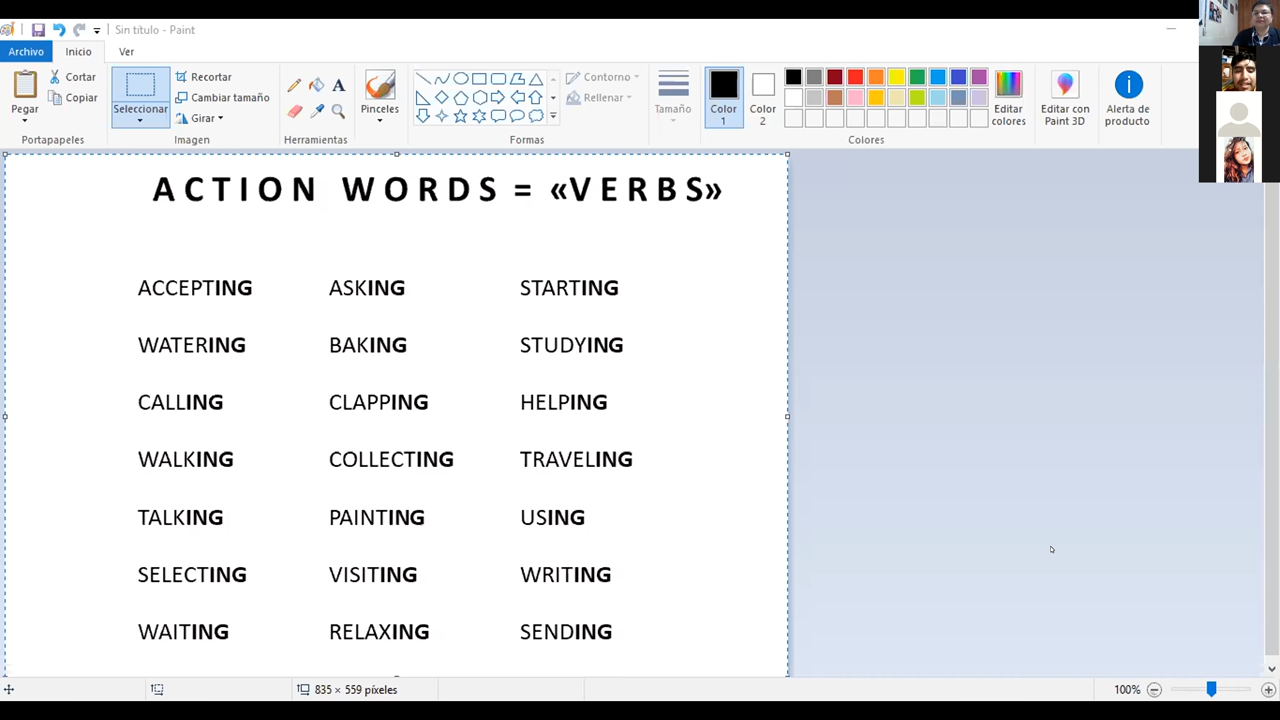 Sin título - Paint
Archivo Inicio Ver
Pegar
Cortar
Copiar
Portapapeles
Seleccionar
Recortar
Cambiar tamaño
Girar
Imagen
A
Herramientas
Pinceles
Contorno
Rellenar
Formas
Tamaño
Color 1
Color 2
Editar colores
Colores
Editar con Paint 3D
Alerta de producto
ACTION WORDS = «VERBS»
ACCEPTING ASKING STARTING
WATERING BAKING STUDYING
CALLING CLAPPING HELPING
WALKING COLLECTING TRAVELING
TALKING PAINTING USING
SELECTING VISITING WRITING
WAITING RELAXING SENDING
835 × 559 píxeles
100%